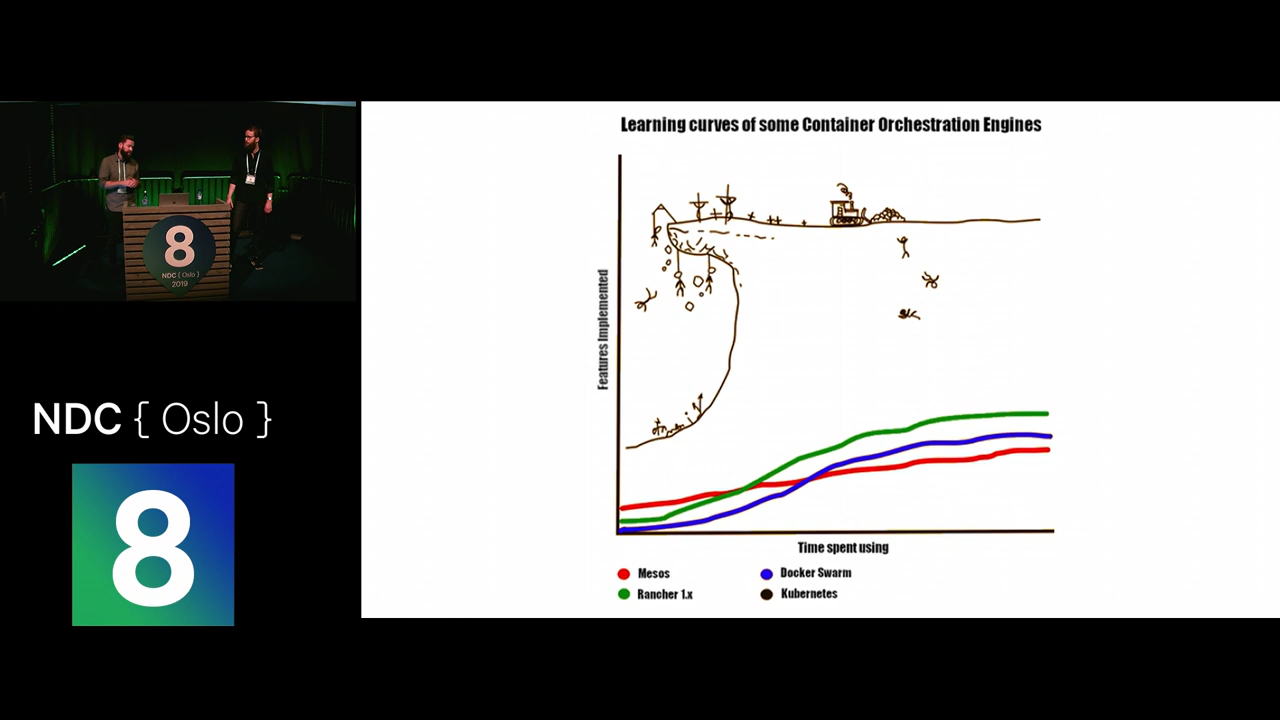 8
NDC { Oslo }
2019
NDC { Oslo }
8
Learning curves of some Container Orchestration Engines
Features Implemented
Time spent using
Mesos
Docker Swarm
Rancher 1.x
Kubernetes